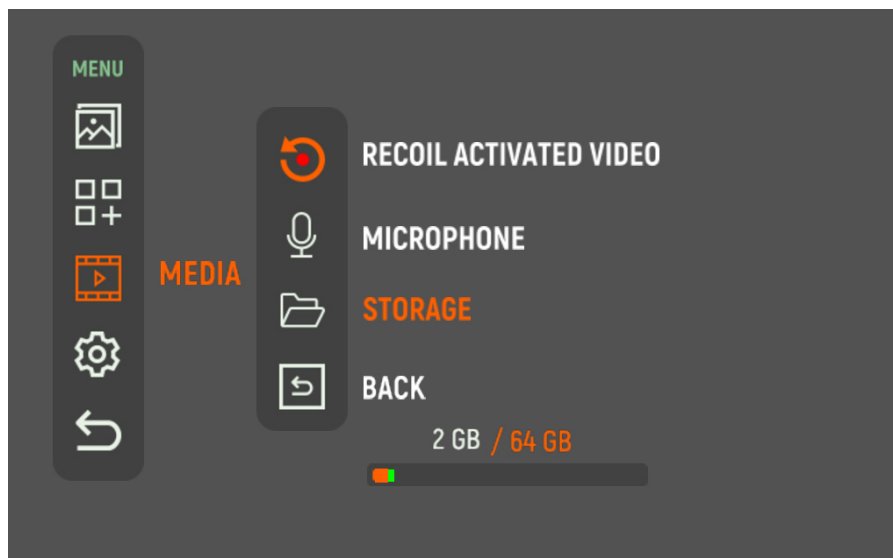 MENU
RECOIL ACTIVATED VIDEO
MICROPHONE
MEDIA
STORAGE
BACK
2 GB / 64 GB